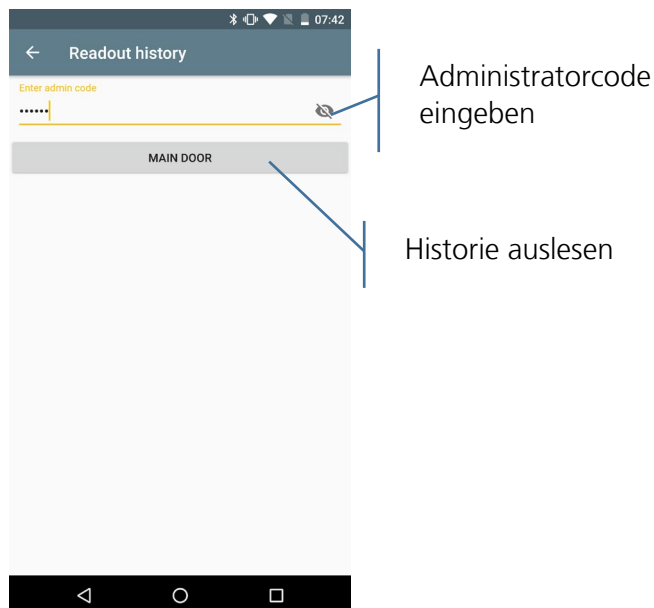 07:42
Readout history
Enter admin code
••••••
MAIN DOOR
Administratorcode
eingeben
Historie auslesen